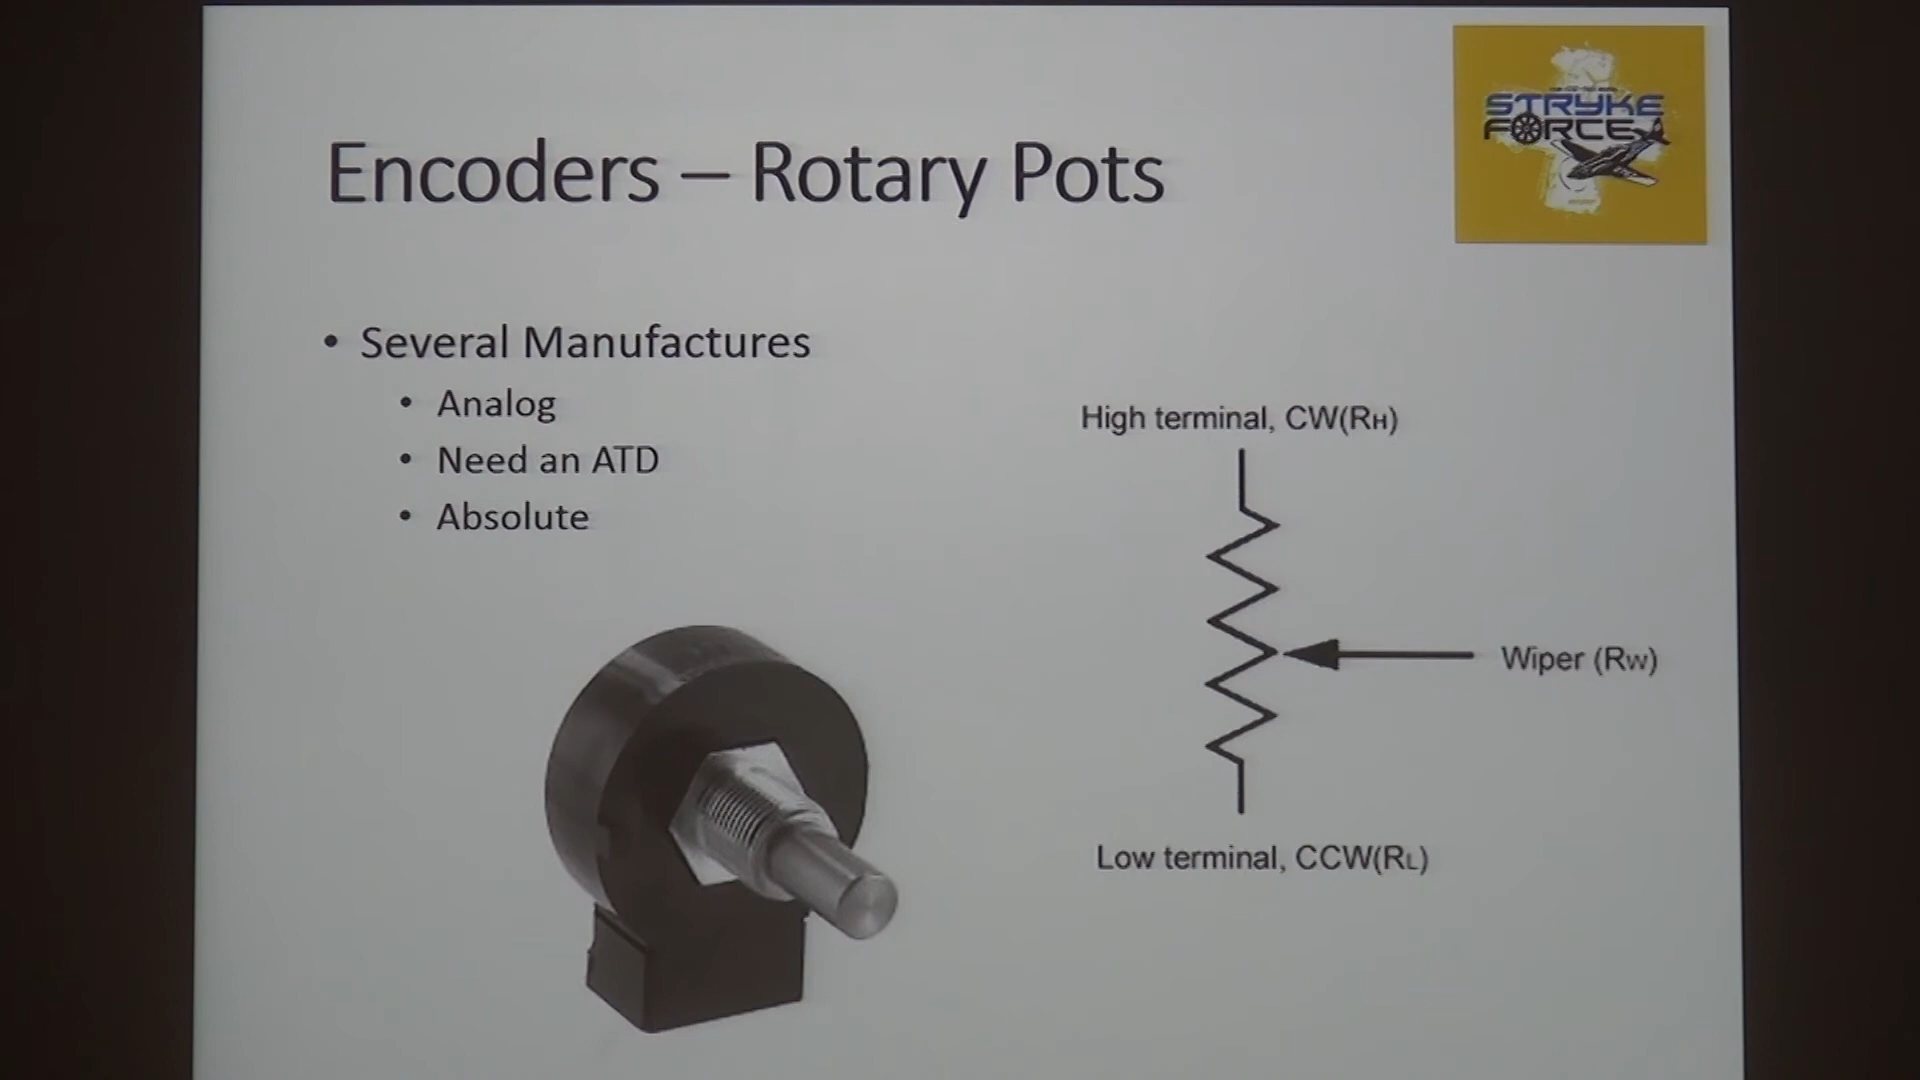 STRYKE
FORCE
Encoders – Rotary Pots
• Several Manufactures
• Analog
• Need an ATD
• Absolute
High terminal, CW(RH)
Wiper (RW)
Low terminal, CCW(RL)